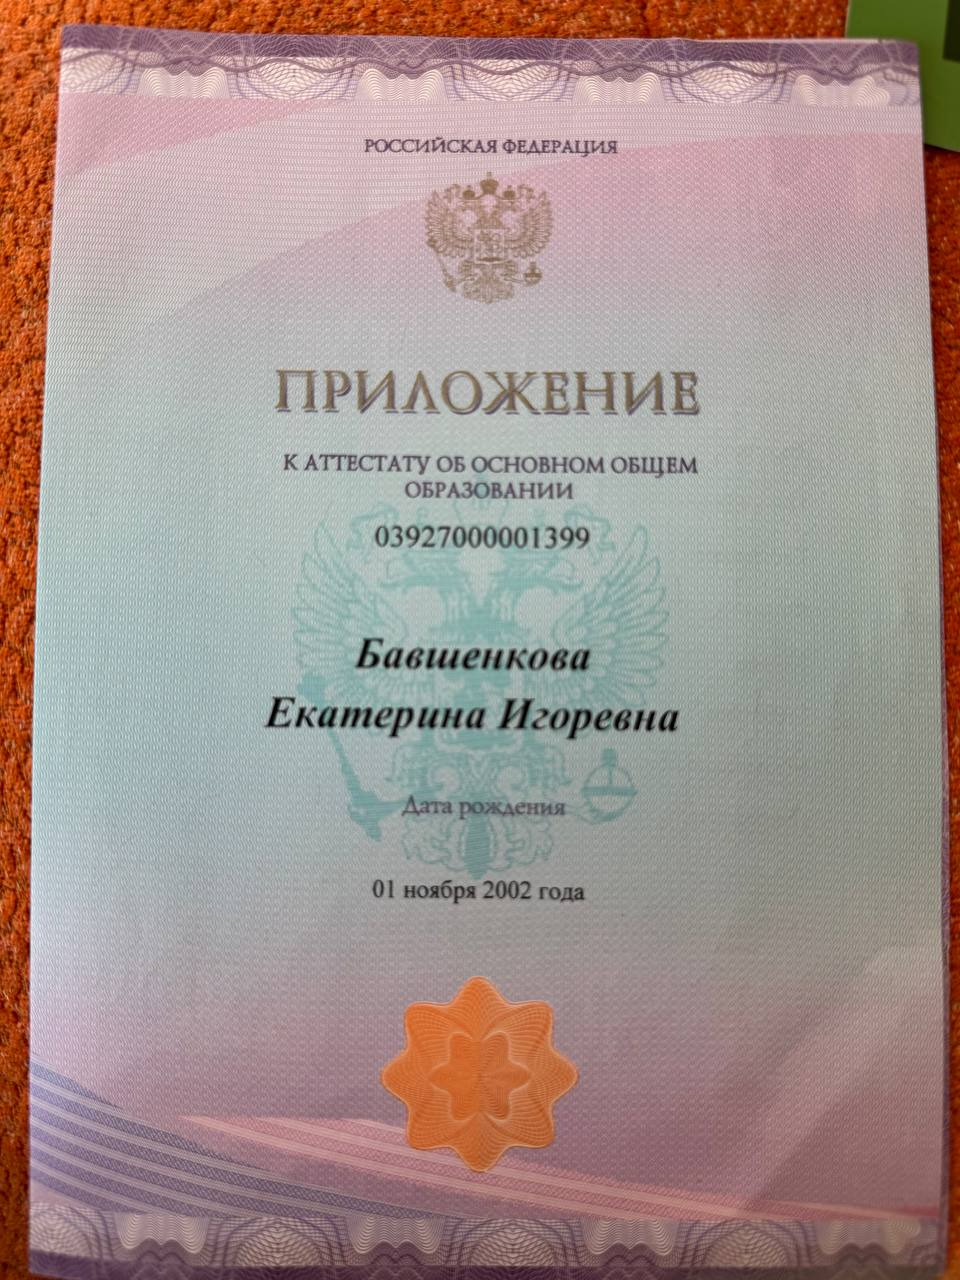 РОССИЙСКАЯ ФЕДЕРАЦИЯ
ПРИЛОЖЕНИЕ
К АТТЕСТАТУ ОБ ОСНОВНОМ ОБЩЕМ
ОБРАЗОВАНИИ
03927000001399
Бавшенкова
Екатерина Игоревна
Дата рождения
01 ноября 2002 года